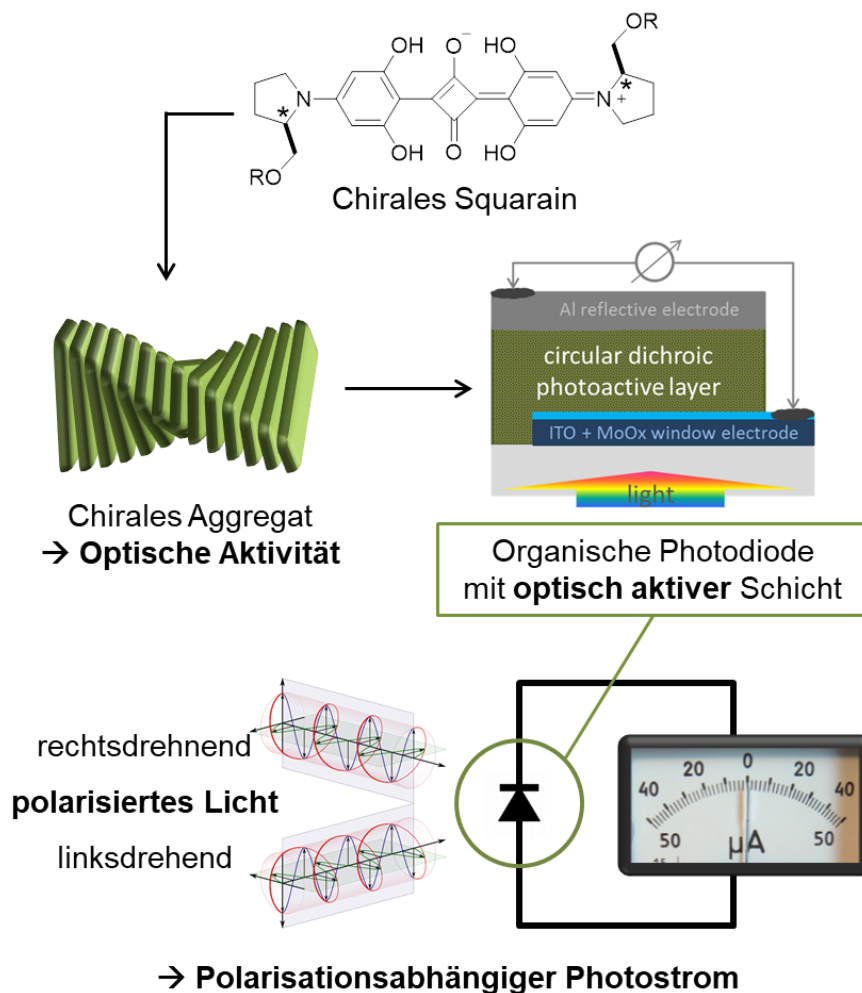 OR
OH
O⁻
HO
N
*
*
N
+
OH
O
HO
RO
Chirales Squarain
Al reflective electrode
circular dichroic
photoactive layer
ITO + MoOx window electrode
light
Chirales Aggregat
→ Optische Aktivität
Organische Photodiode
mit optisch aktiver Schicht
rechtsdrehnend
polarisiertes Licht
linksdrehend
40 20 0 20 40
50 µA 50
→ Polarisationsabhängiger Photostrom